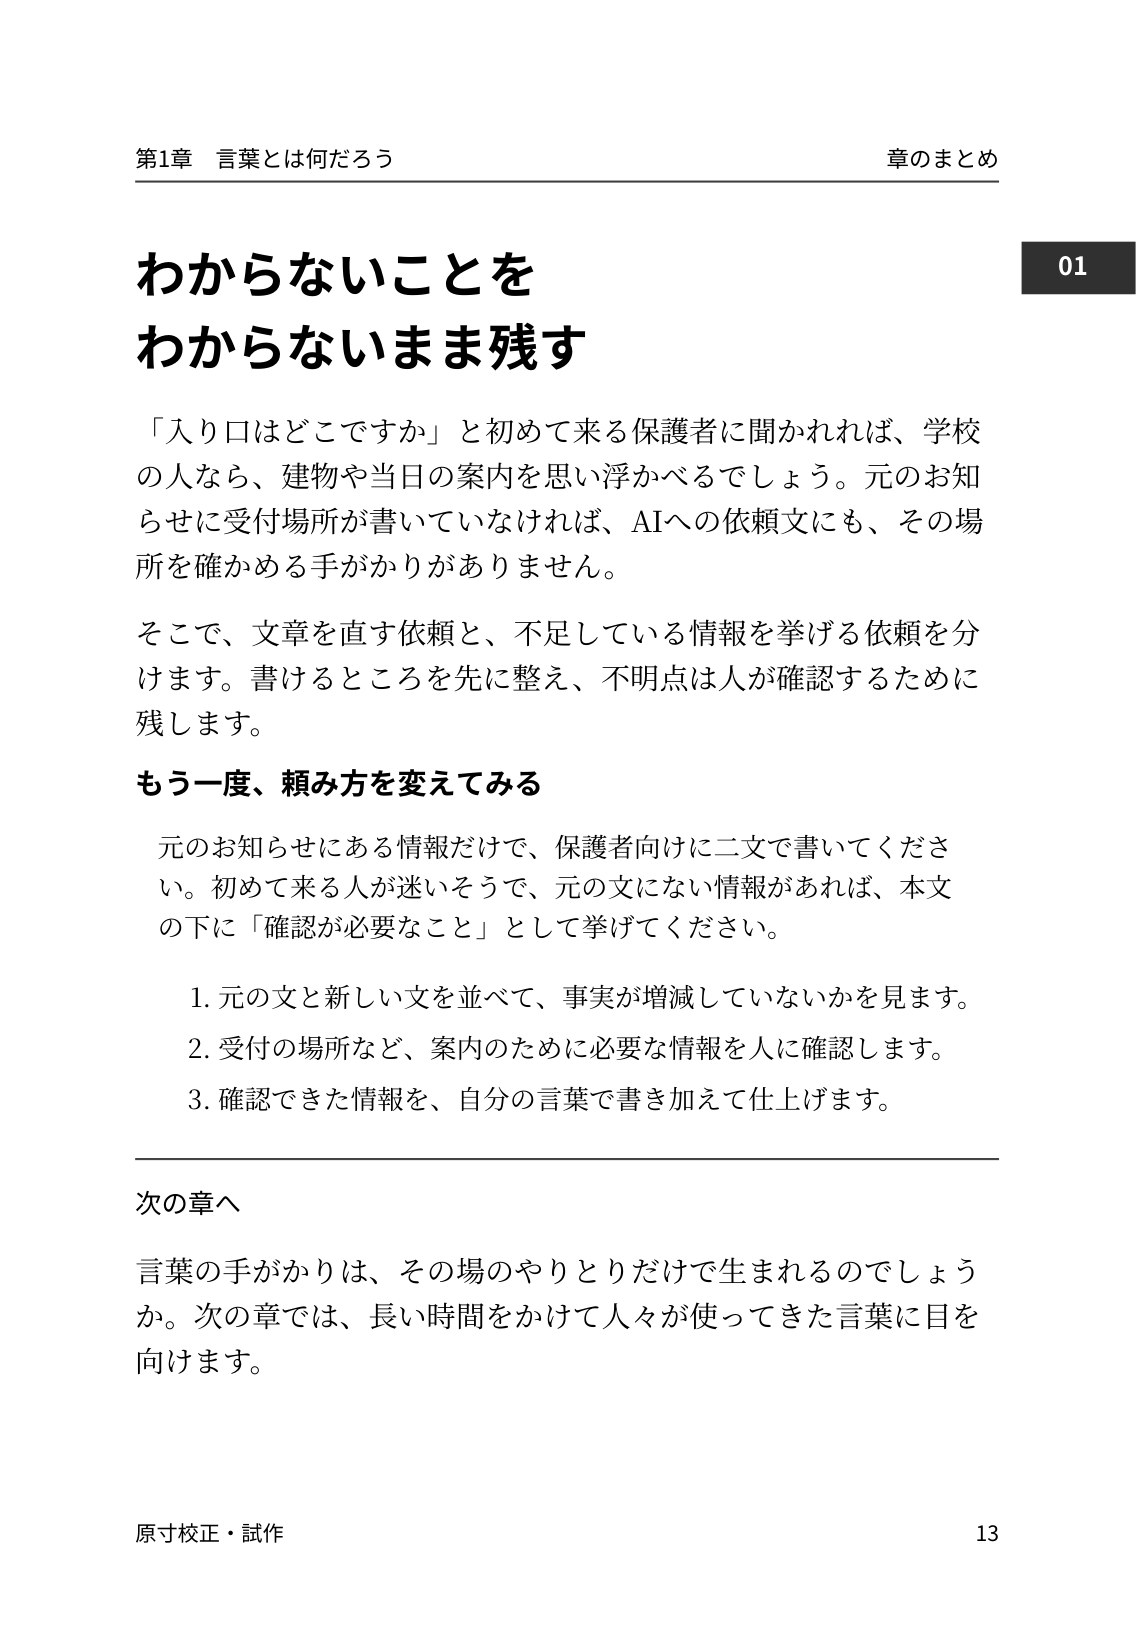 第1章　言葉とは何だろう　章のまとめ
01
わからないことを
わからないまま残す
「入り口はどこですか」と初めて来る保護者に聞かれれば、学校
の人なら、建物や当日の案内を思い浮かべるでしょう。元のお知
らせに受付場所が書いていなければ、AIへの依頼文にも、その場
所を確かめる手がかりがありません。
そこで、文章を直す依頼と、不足している情報を挙げる依頼を分
けます。書けるところを先に整え、不明点は人が確認するために
残します。
もう一度、頼み方を変えてみる
元のお知らせにある情報だけで、保護者向けに二文で書いてくださ
い。初めて来る人が迷いそうで、元の文にない情報があれば、本文
の下に「確認が必要なこと」として挙げてください。
1. 元の文と新しい文を並べて、事実が増減していないかを見ます。
2. 受付の場所など、案内のために必要な情報を人に確認します。
3. 確認できた情報を、自分の言葉で書き加えて仕上げます。
次の章へ
言葉の手がかりは、その場のやりとりだけで生まれるのでしょう
か。次の章では、長い時間をかけて人々が使ってきた言葉に目を
向けます。
原寸校正・試作　13